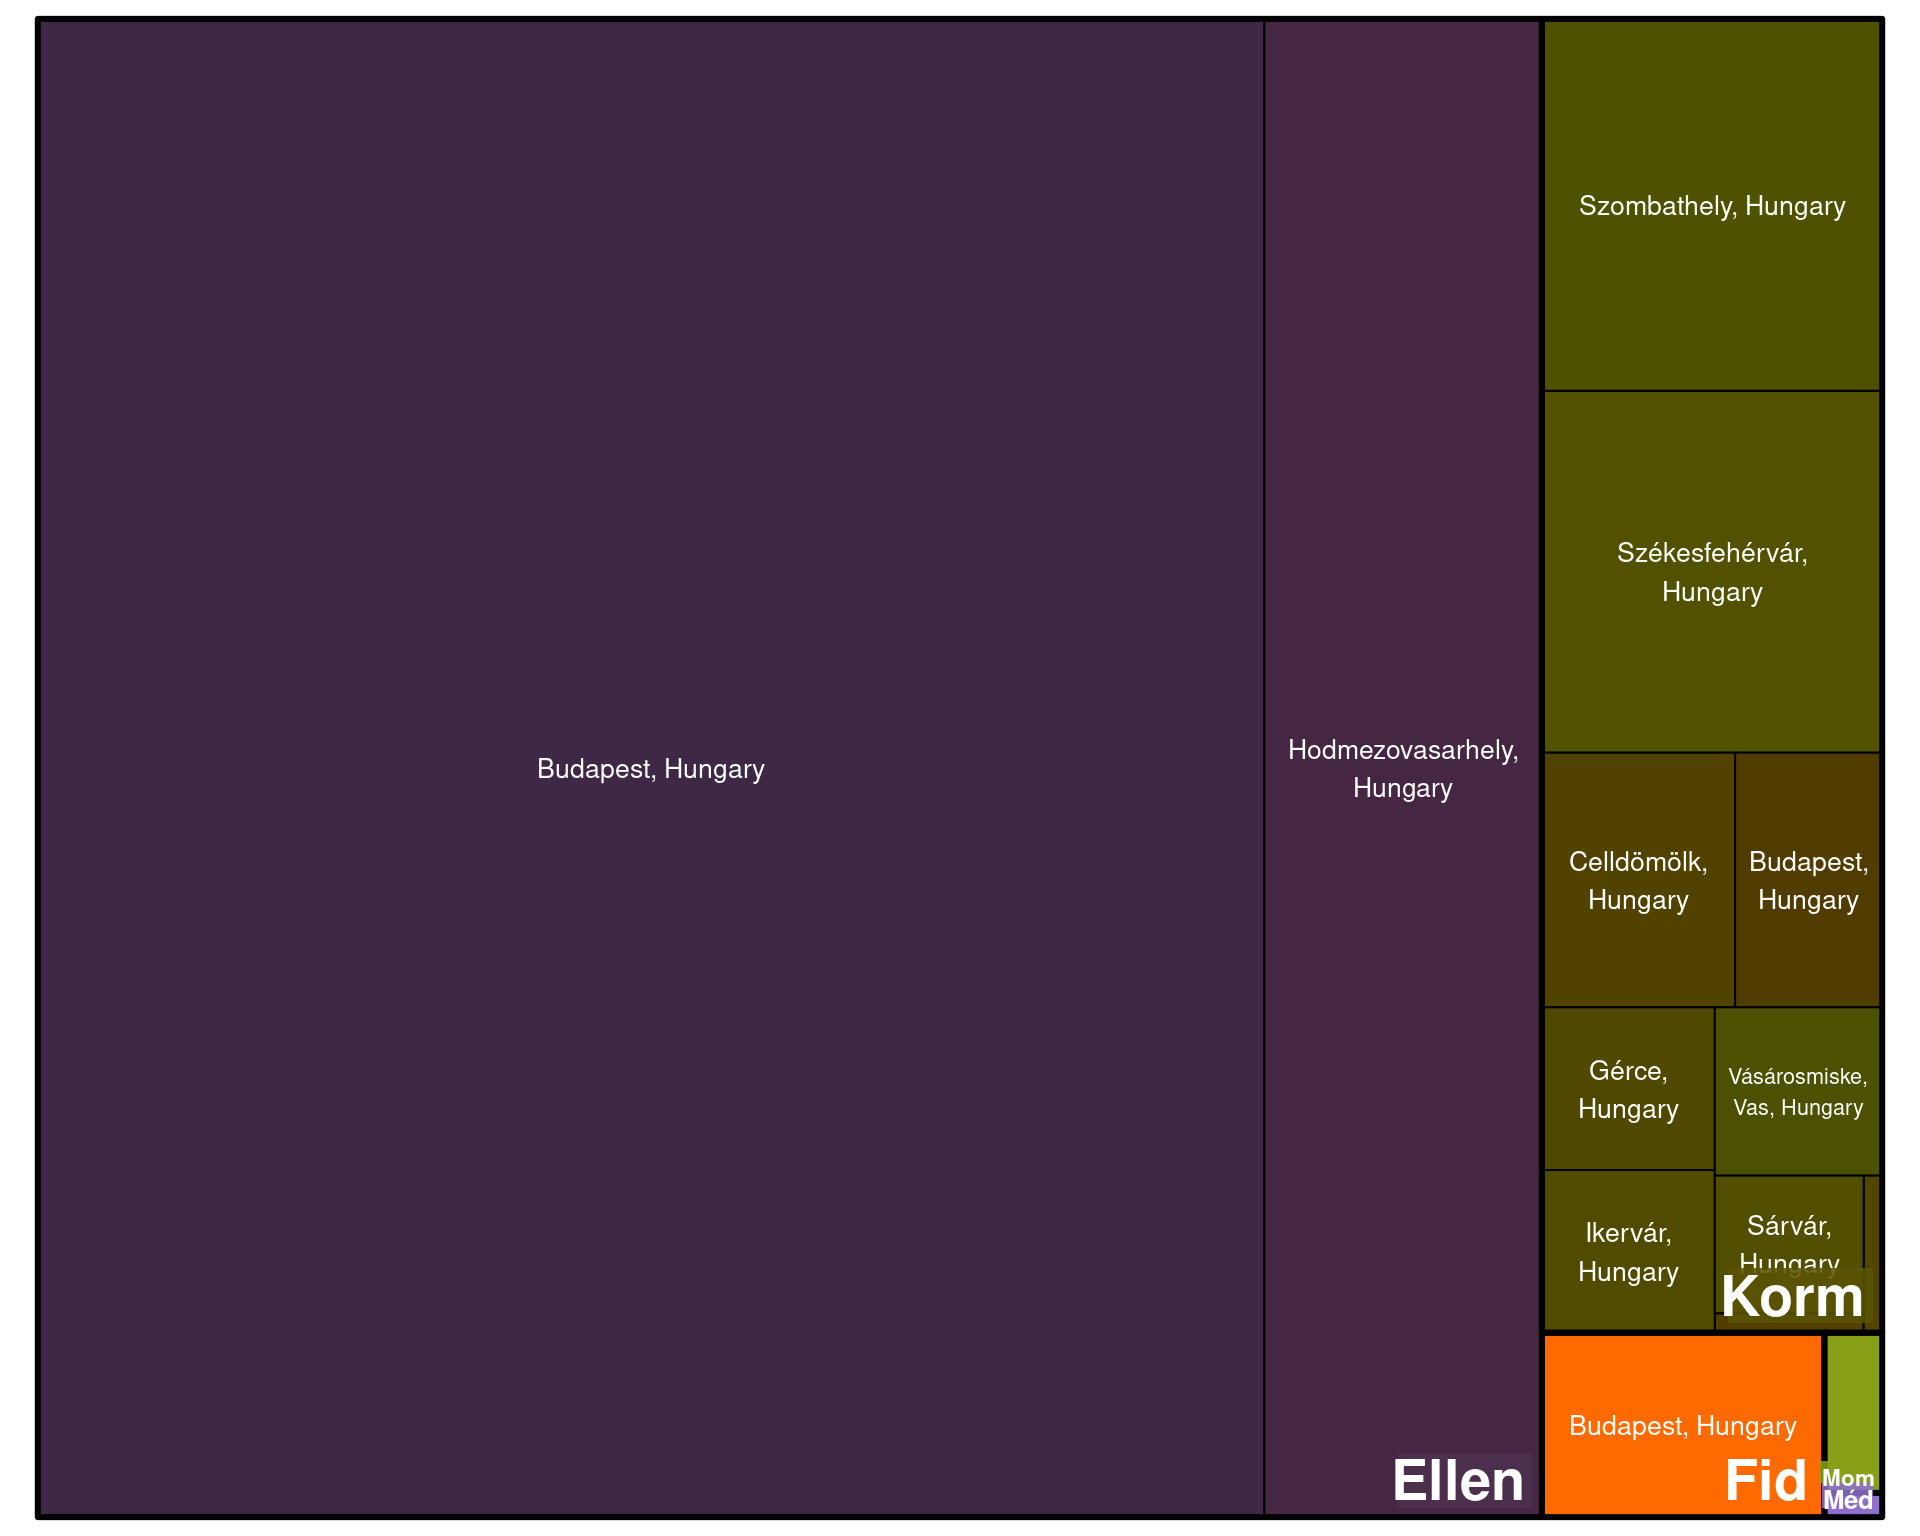 Budapest, Hungary
Hodmezovasarhely,
Hungary
Ellen
Szombathely, Hungary
Székesfehérvár,
Hungary
Celldömölk,
Hungary
Budapest,
Hungary
Gérce,
Hungary
Vásárosmiske,
Vas, Hungary
Ikervár,
Hungary
Sárvár,
Hungary
Korm
Budapest, Hungary
Fid
Mom
Méd